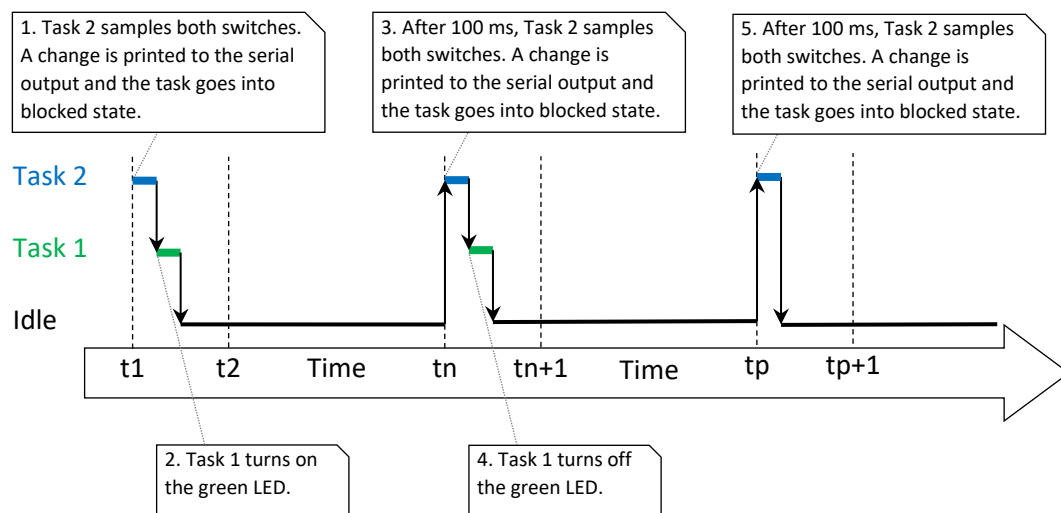 1. Task 2 samples both switches.
A change is printed to the serial
output and the task goes into
blocked state.
3. After 100 ms, Task 2 samples
both switches. A change is
printed to the serial output and
the task goes into blocked state.
5. After 100 ms, Task 2 samples
both switches. A change is
printed to the serial output and
the task goes into blocked state.
Task 2
Task 1
Idle
t1 t2 Time tn tn+1 Time tp tp+1
2. Task 1 turns on
the green LED.
4. Task 1 turns off
the green LED.